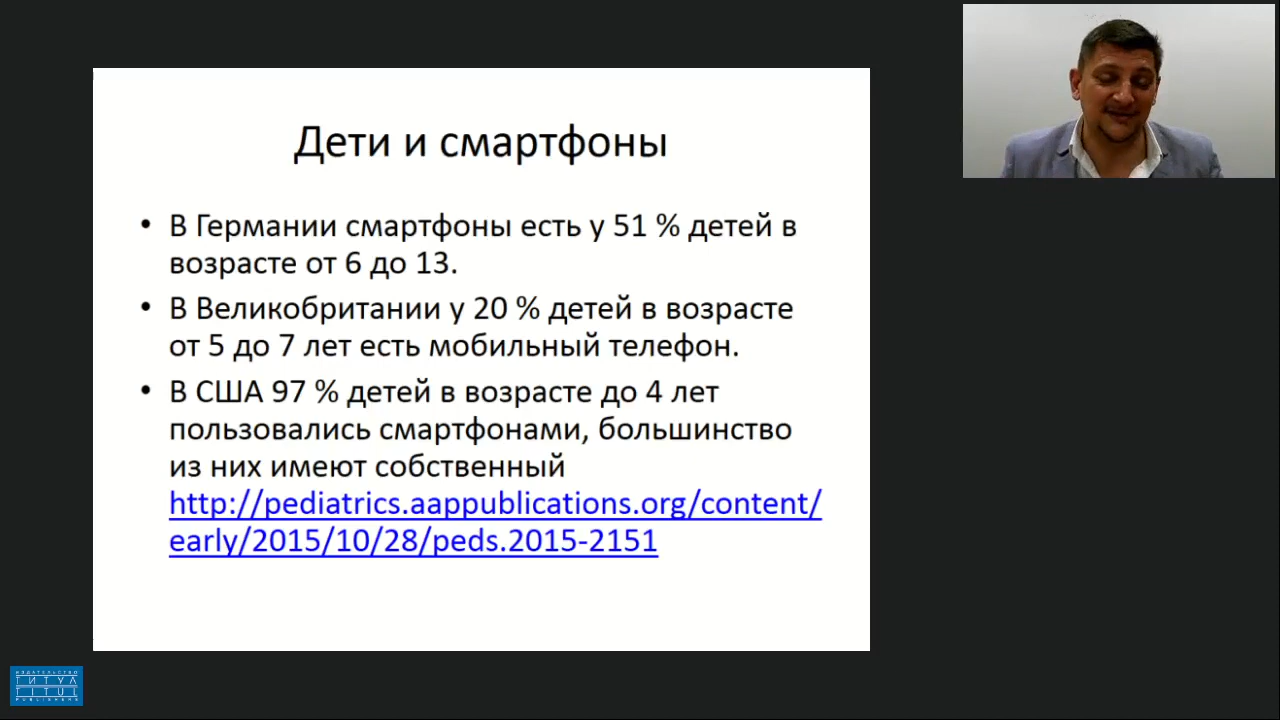 Дети и смартфоны
• В Германии смартфоны есть у 51 % детей в
возрасте от 6 до 13.
• В Великобритании у 20 % детей в возрасте
от 5 до 7 лет есть мобильный телефон.
• В США 97 % детей в возрасте до 4 лет
пользовались смартфонами, большинство
из них имеют собственный
http://pediatrics.aappublications.org/content/
early/2015/10/28/peds.2015-2151
ИЗДАТЕЛЬСТВО
ТИТУЛ
TITUL
PUBLISHERS